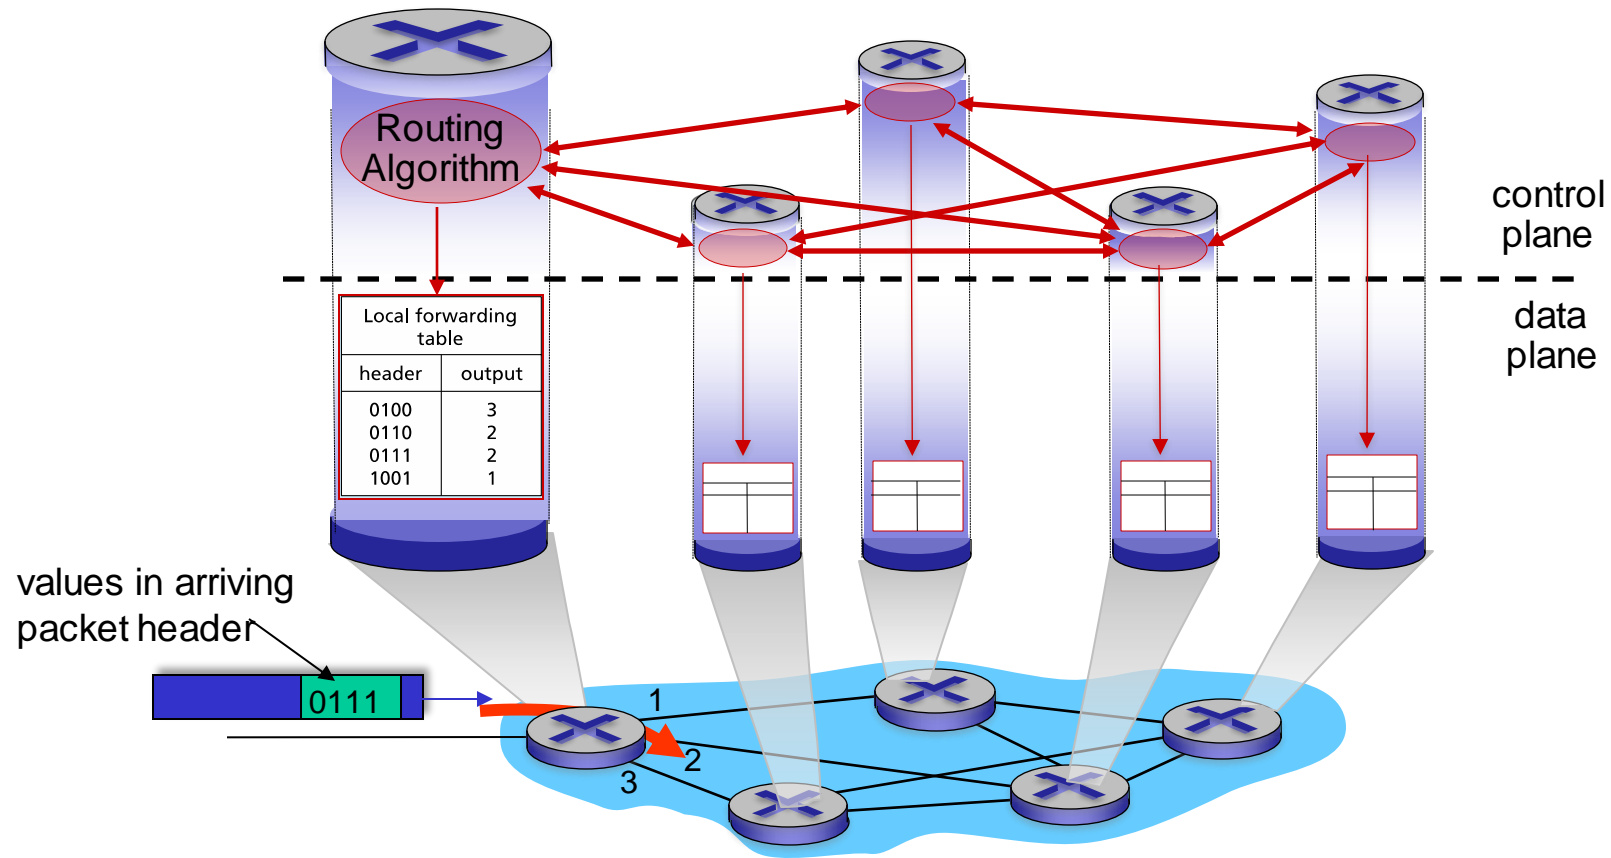 Routing
Algorithm
control
plane
data
plane
Local forwarding
table
header output
0100 3
0110 2
0111 2
1001 1
values in arriving
packet header
0111
1
2
3